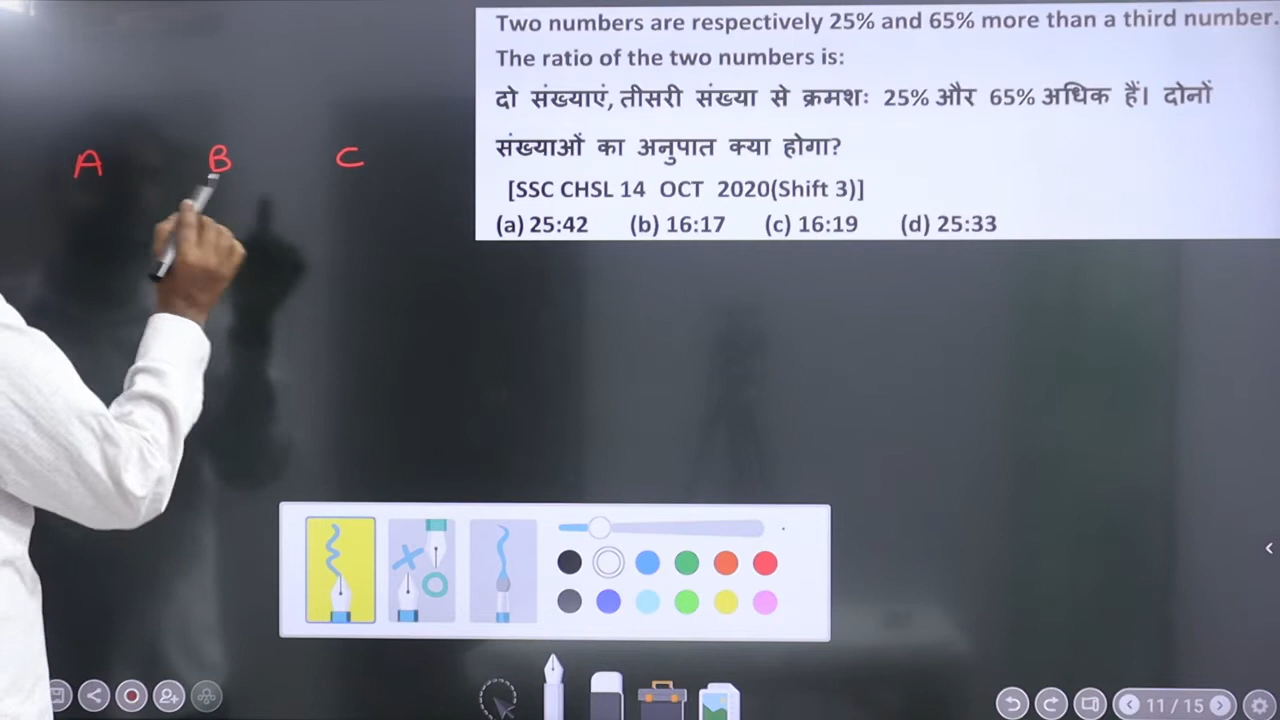 Two numbers are respectively 25% and 65% more than a third number.
The ratio of the two numbers is:
दो संख्याएं, तीसरी संख्या से क्रमशः 25% और 65% अधिक हैं। दोनों
संख्याओं का अनुपात क्या होगा?
[SSC CHSL 14 OCT 2020(Shift 3)]
(a) 25:42 (b) 16:17 (c) 16:19 (d) 25:33
A B C
11 / 15